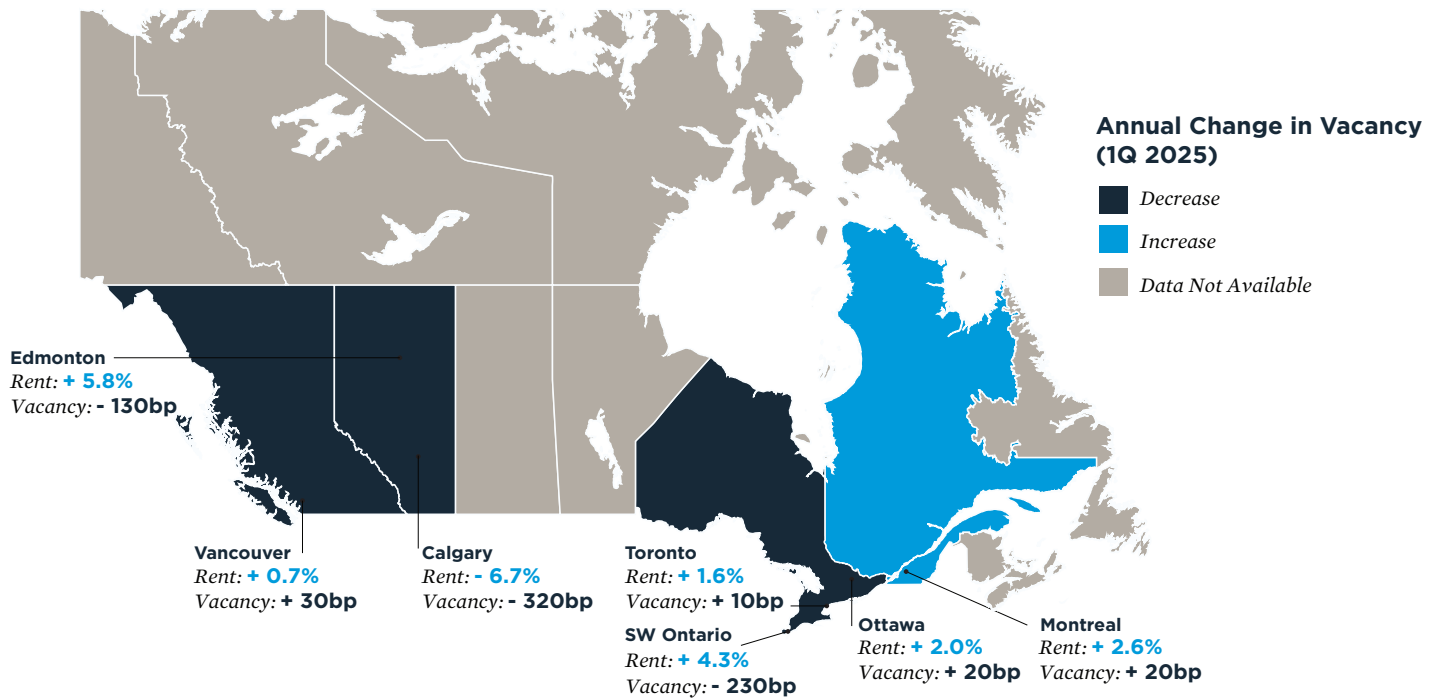 Annual Change in Vacancy
(1Q 2025)
Decrease
Increase
Data Not Available
Edmonton
Rent: + 5.8%
Vacancy: - 130bp
Vancouver
Rent: + 0.7%
Vacancy: + 30bp
Calgary
Rent: - 6.7%
Vacancy: - 320bp
Toronto
Rent: + 1.6%
Vacancy: + 10bp
SW Ontario
Rent: + 4.3%
Vacancy: - 230bp
Ottawa
Rent: + 2.0%
Vacancy: + 20bp
Montreal
Rent: + 2.6%
Vacancy: + 20bp